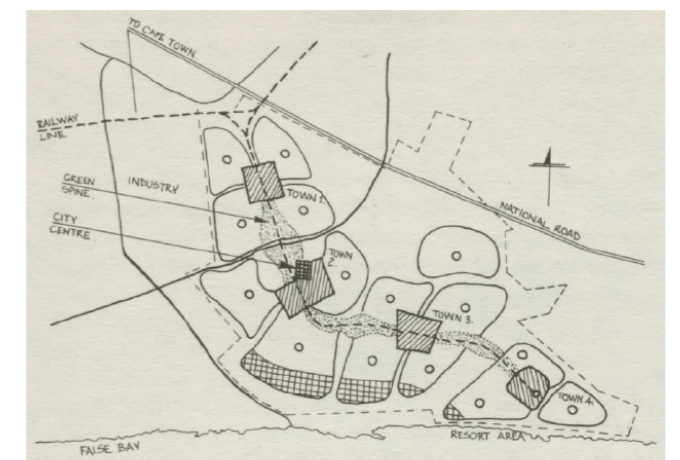 TO CAPE TOWN
RAILWAY
LINE
GREEN
SPINE.
INDUSTRY
CITY
CENTRE.
TOWN 1.
TOWN
2.
NATIONAL ROAD
TOWN 3.
TOWN 4.
RESORT AREA
FALSE BAY